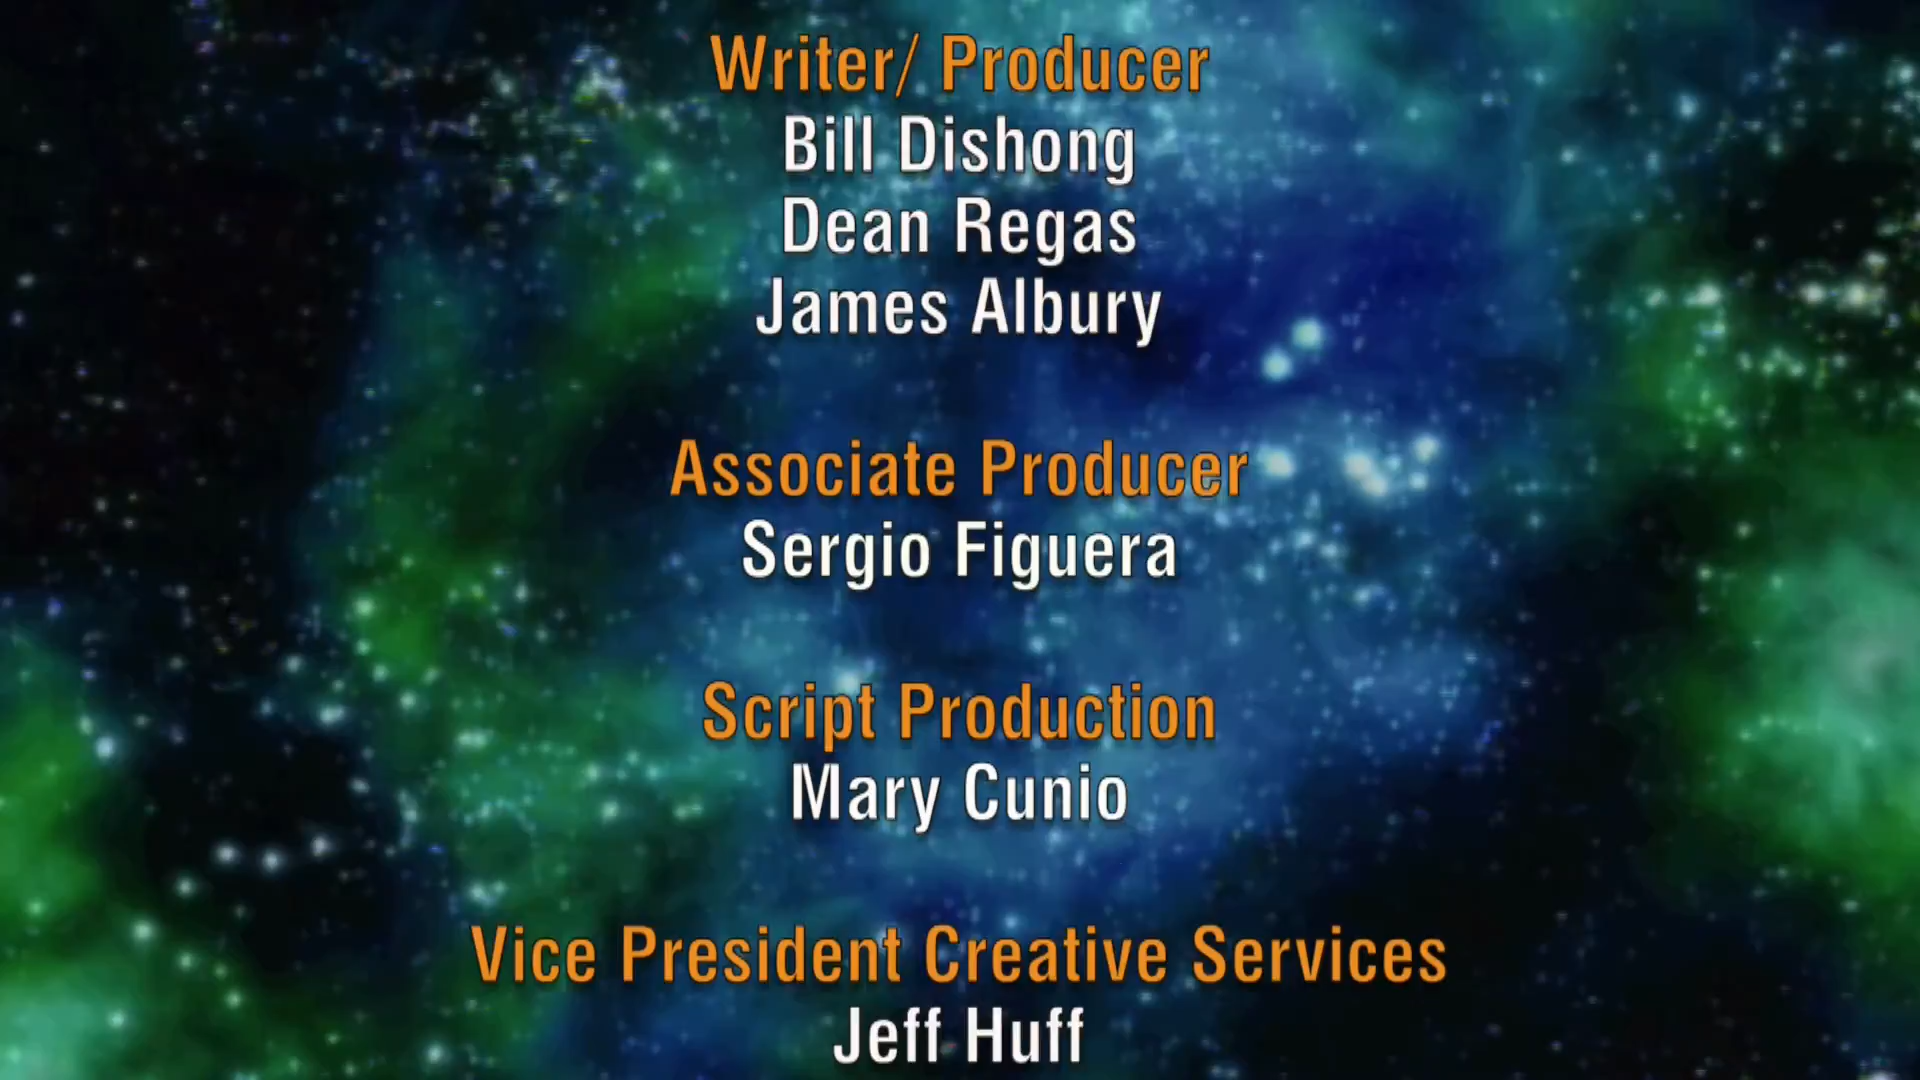 Writer/ Producer
Bill Dishong
Dean Regas
James Albury
Associate Producer
Sergio Figuera
Script Production
Mary Cunio
Vice President Creative Services
Jeff Huff